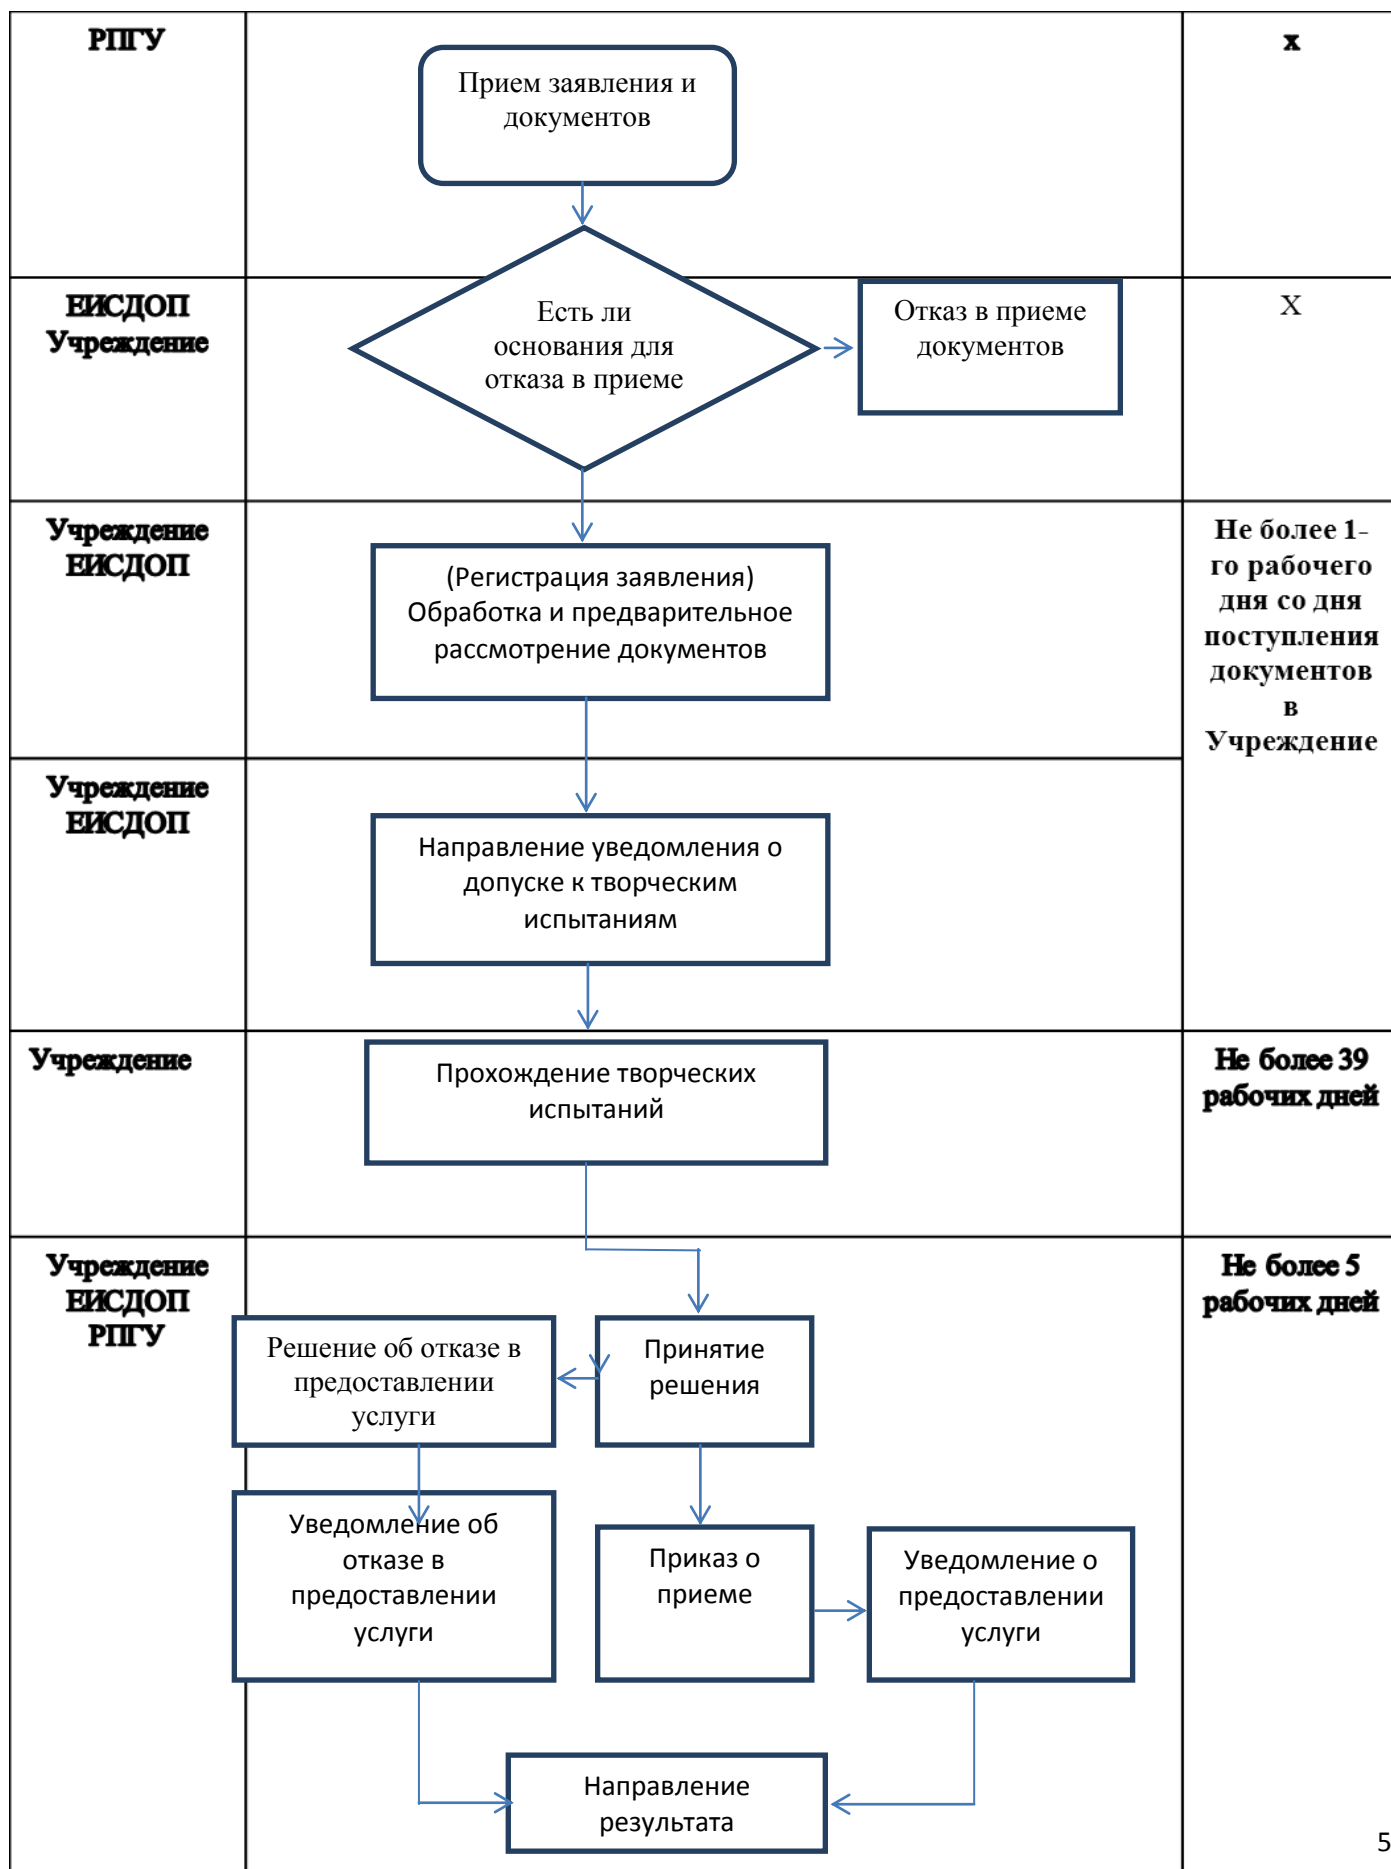 РПГУ
Прием заявления и
документов
х
ЕИСДОП
Учреждение
Есть ли
основания для
отказа в приеме
Отказ в приеме
документов
Х
Учреждение
ЕИСДОП
(Регистрация заявления)
Обработка и предварительное
рассмотрение документов
Не более 1-
го рабочего
дня со дня
поступления
документов
в
Учреждение
Учреждение
ЕИСДОП
Направление уведомления о
допуске к творческим
испытаниям
Учреждение
Прохождение творческих
испытаний
Не более 39
рабочих дней
Учреждение
ЕИСДОП
РПГУ
Не более 5
рабочих дней
Решение об отказе в
предоставлении
услуги
Принятие
решения
Уведомление об
отказе в
предоставлении
услуги
Приказ о
приеме
Уведомление о
предоставлении
услуги
Направление
результата
5